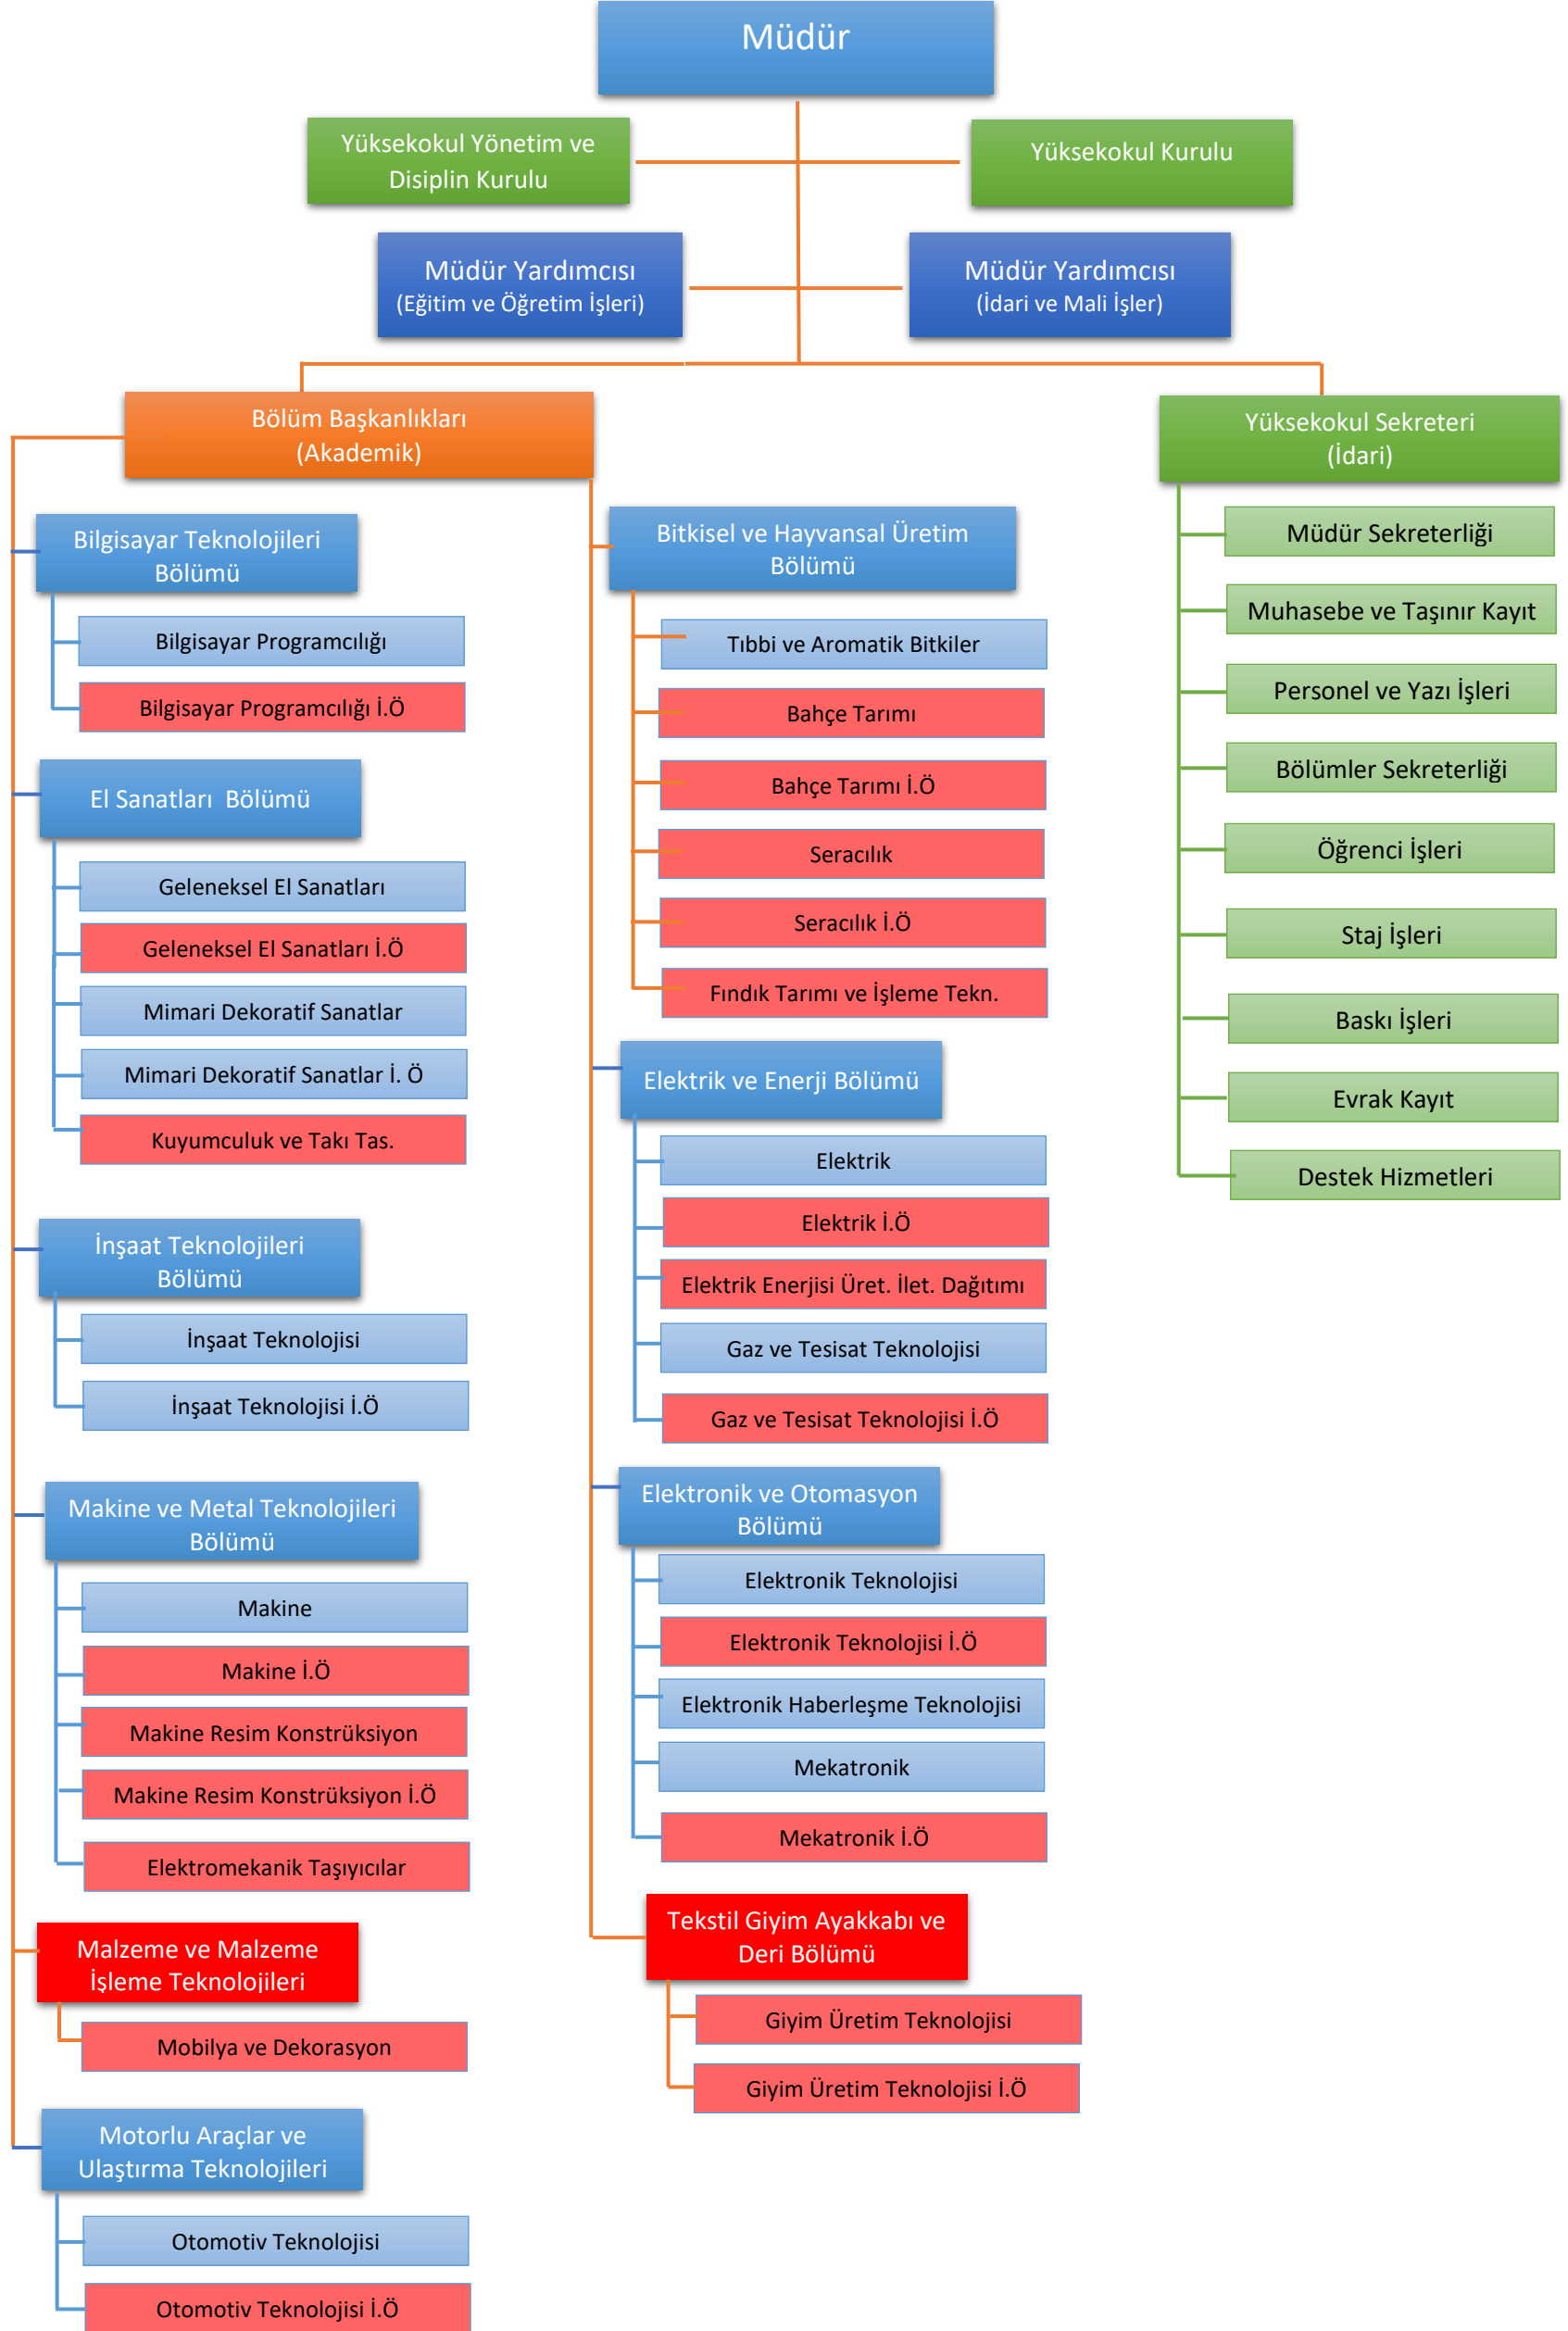 Müdür
Yüksekokul Yönetim ve
Disiplin Kurulu
Yüksekokul Kurulu
Müdür Yardımcısı
(Eğitim ve Öğretim İşleri)
Müdür Yardımcısı
(İdari ve Mali İşler)
Bölüm Başkanlıkları
(Akademik)
Bilgisayar Teknolojileri
Bölümü
Bilgisayar Programcılığı
Bilgisayar Programcılığı İ.Ö
El Sanatları  Bölümü
Geleneksel El Sanatları
Geleneksel El Sanatları İ.Ö
Mimari Dekoratif Sanatlar
Mimari Dekoratif Sanatlar İ. Ö
Kuyumculuk ve Takı Tas.
İnşaat Teknolojileri
Bölümü
İnşaat Teknolojisi
İnşaat Teknolojisi İ.Ö
Makine ve Metal Teknolojileri
Bölümü
Makine
Makine İ.Ö
Makine Resim Konstrüksiyon
Makine Resim Konstrüksiyon İ.Ö
Elektromekanik Taşıyıcılar
Malzeme ve Malzeme
İşleme Teknolojileri
Mobilya ve Dekorasyon
Motorlu Araçlar ve
Ulaştırma Teknolojileri
Otomotiv Teknolojisi
Otomotiv Teknolojisi İ.Ö
Bitkisel ve Hayvansal Üretim
Bölümü
Tıbbi ve Aromatik Bitkiler
Bahçe Tarımı
Bahçe Tarımı İ.Ö
Seracılık
Seracılık İ.Ö
Fındık Tarımı ve İşleme Tekn.
Elektrik ve Enerji Bölümü
Elektrik
Elektrik İ.Ö
Elektrik Enerjisi Üret. İlet. Dağıtımı
Gaz ve Tesisat Teknolojisi
Gaz ve Tesisat Teknolojisi İ.Ö
Elektronik ve Otomasyon
Bölümü
Elektronik Teknolojisi
Elektronik Teknolojisi İ.Ö
Elektronik Haberleşme Teknolojisi
Mekatronik
Mekatronik İ.Ö
Tekstil Giyim Ayakkabı ve
Deri Bölümü
Giyim Üretim Teknolojisi
Giyim Üretim Teknolojisi İ.Ö
Yüksekokul Sekreteri
(İdari)
Müdür Sekreterliği
Muhasebe ve Taşınır Kayıt
Personel ve Yazı İşleri
Bölümler Sekreterliği
Öğrenci İşleri
Staj İşleri
Baskı İşleri
Evrak Kayıt
Destek Hizmetleri